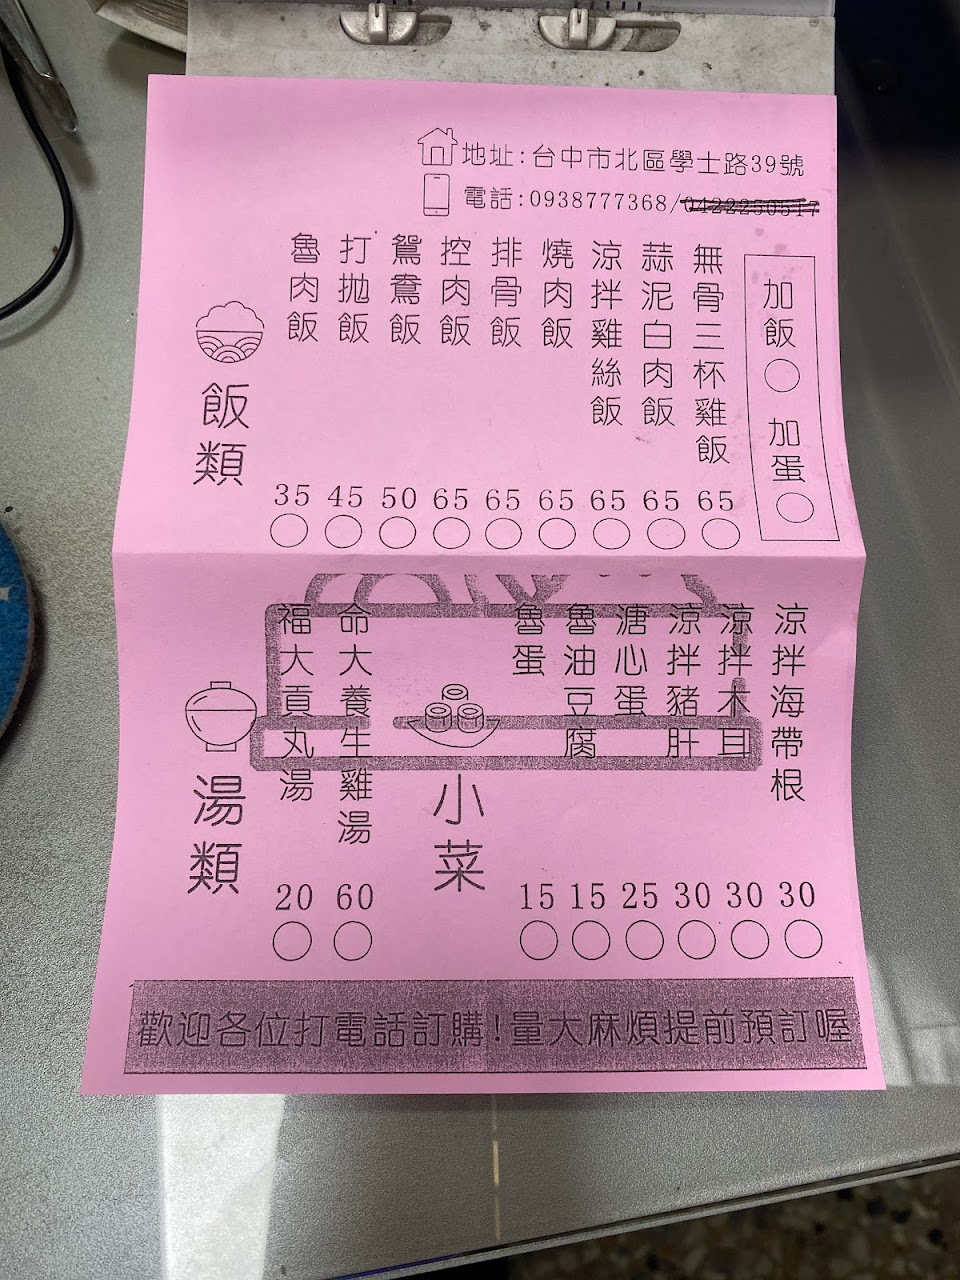 地址:台中市北區學士路39號
電話:0938777368/0422250517
加飯 加蛋
無骨三杯雞飯 65
蒜泥白肉飯 65
涼拌雞絲飯 65
燒肉飯 65
排骨飯 65
控肉飯 65
鴛鴦飯 50
打拋飯 45
魯肉飯 35
飯類
涼拌海帶根 30
涼拌木耳 30
涼拌豬肝 30
溏心蛋 25
魯油豆腐 15
魯蛋 15
小菜
命大養生雞湯 60
福大貢丸湯 20
湯類
歡迎各位打電話訂購!量大麻煩提前預訂喔